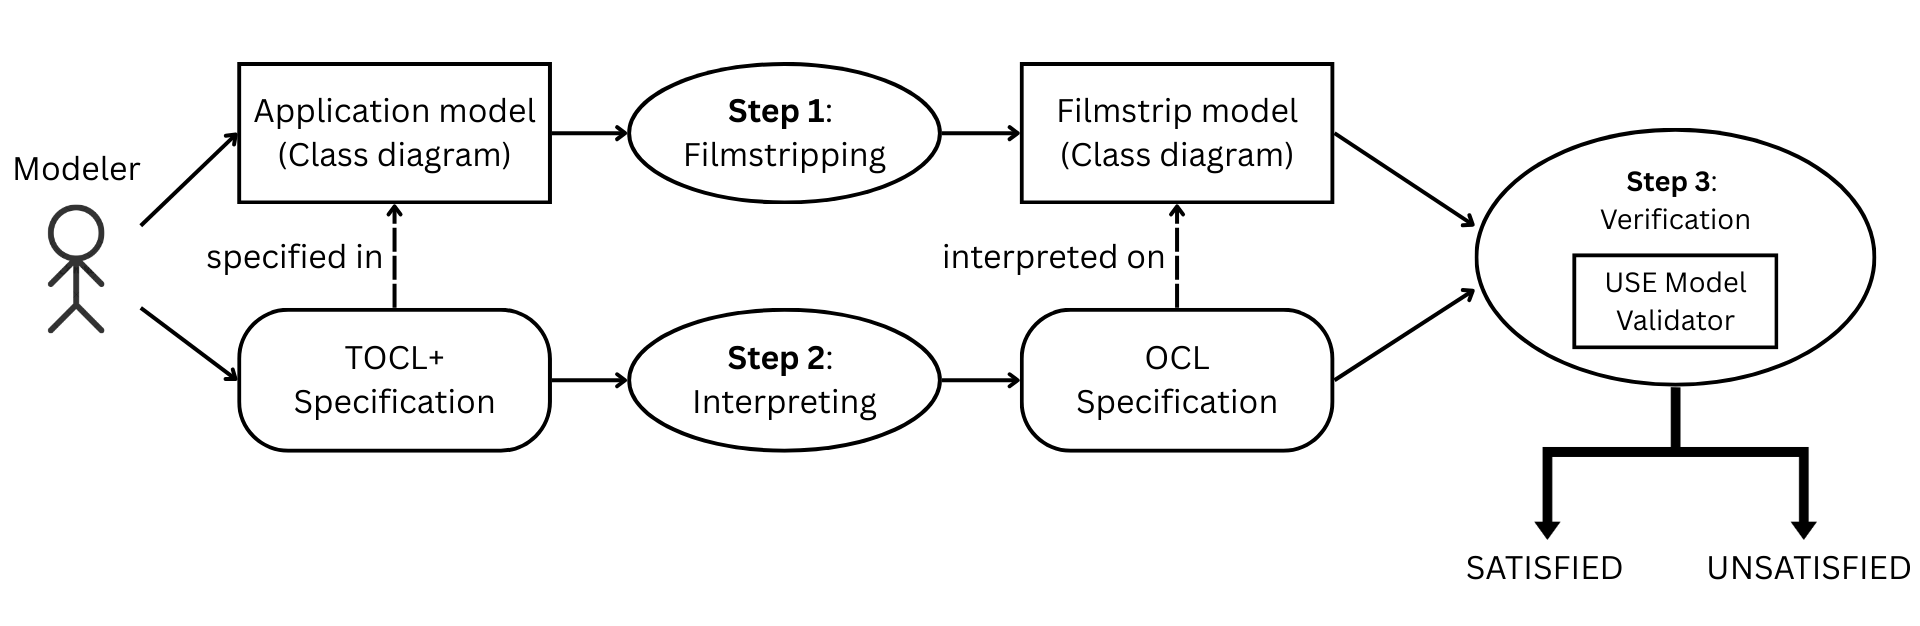 Modeler
Application model
(Class diagram)
Step 1:
Filmstripping
Filmstrip model
(Class diagram)
specified in
interpreted on
TOCL+
Specification
Step 2:
Interpreting
OCL
Specification
Step 3:
Verification
USE Model
Validator
SATISFIED
UNSATISFIED